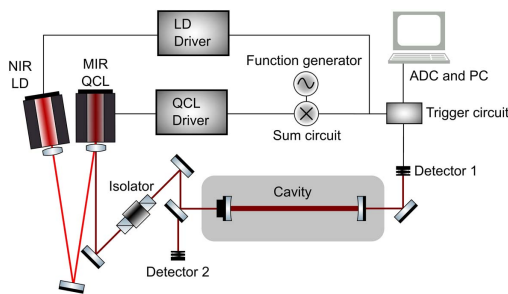 LD
Driver
NIR
LD
MIR
QCL
Function generator
ADC and PC
QCL
Driver
Sum circuit
Trigger circuit
Detector 1
Isolator
Cavity
Detector 2